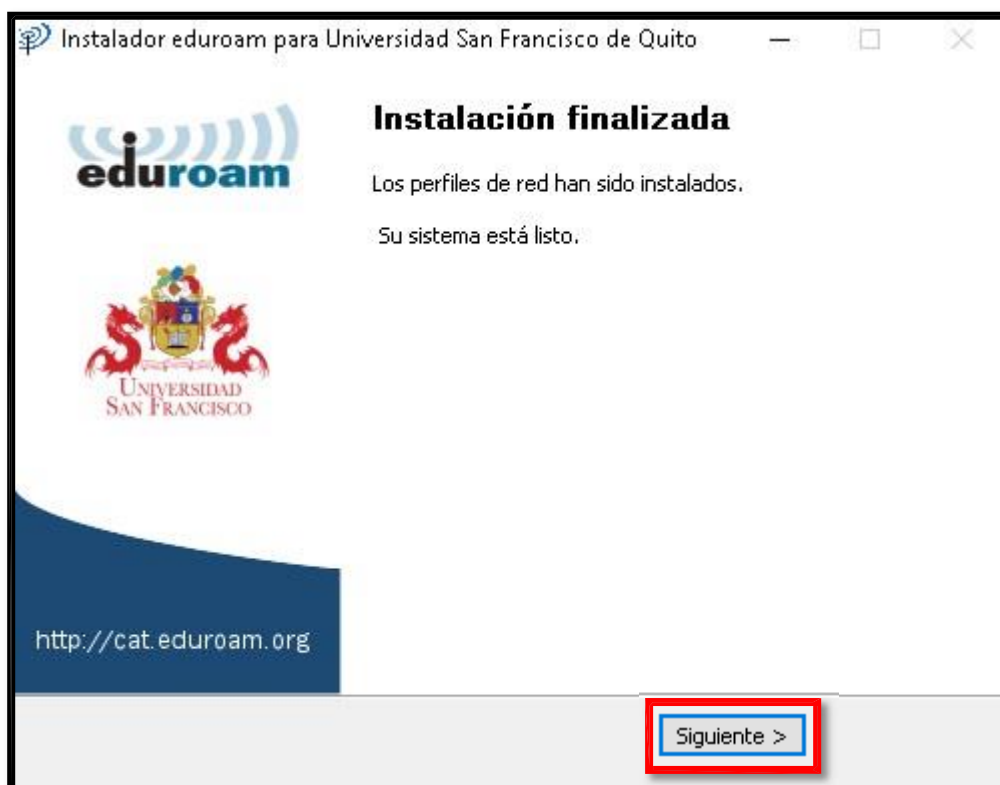 Instalador eduroam para Universidad San Francisco de Quito
eduroam
Instalación finalizada
Los perfiles de red han sido instalados.
Su sistema está listo.
UNIVERSIDAD
SAN FRANCISCO
http://cat.eduroam.org
Siguiente >